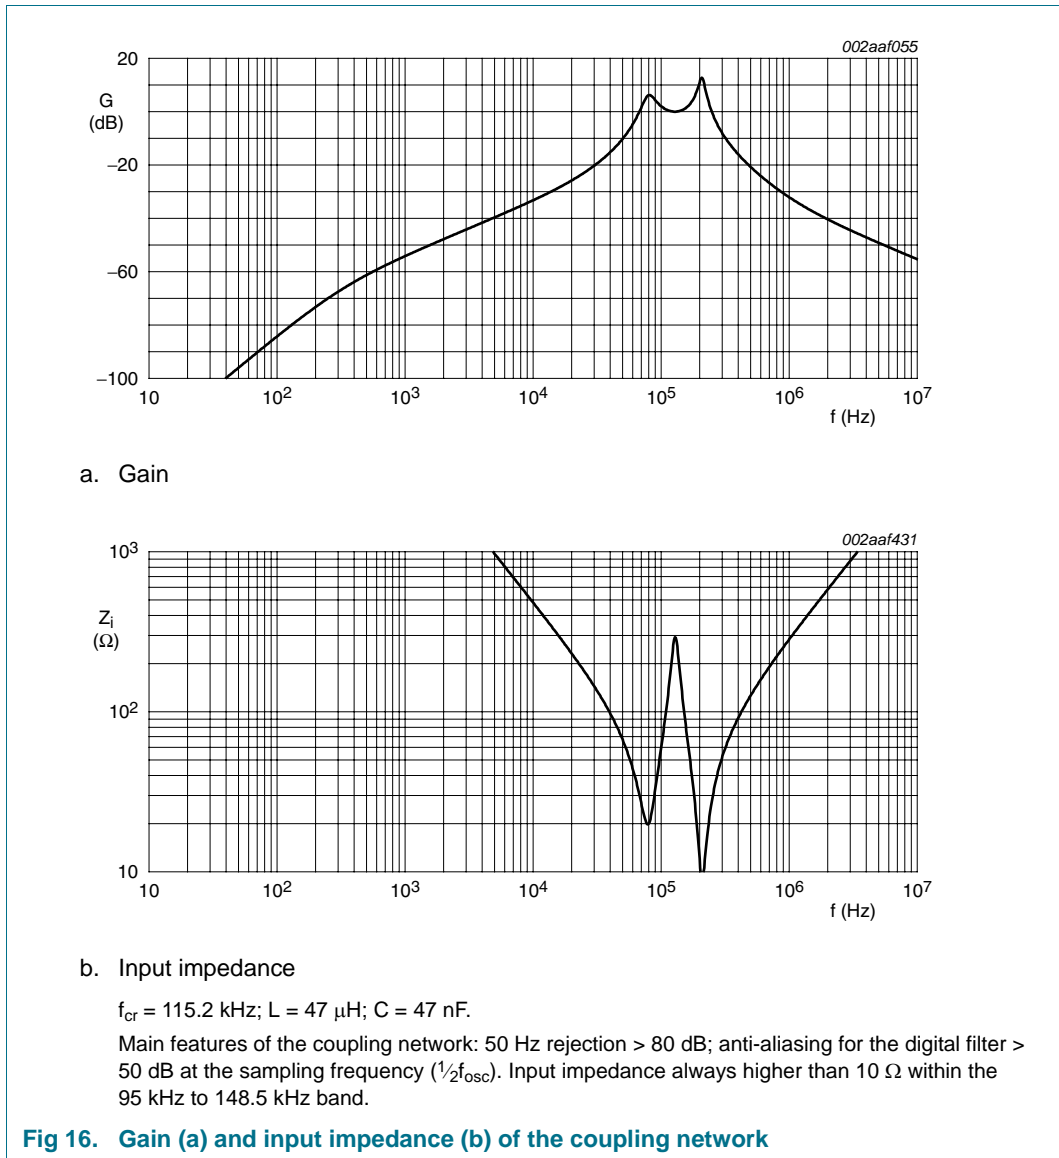 002aaf055
20
G
(dB)
−20
−60
−100
10 10² 10³ 10⁴ 10⁵ 10⁶ 10⁷
f (Hz)
a. Gain
002aaf431
10³
Zᵢ
(Ω)
10²
10
10 10² 10³ 10⁴ 10⁵ 10⁶ 10⁷
f (Hz)
b. Input impedance
f_cr = 115.2 kHz; L = 47 μH; C = 47 nF.
Main features of the coupling network: 50 Hz rejection > 80 dB; anti-aliasing for the digital filter >
50 dB at the sampling frequency (½f_osc). Input impedance always higher than 10 Ω within the
95 kHz to 148.5 kHz band.
Fig 16. Gain (a) and input impedance (b) of the coupling network